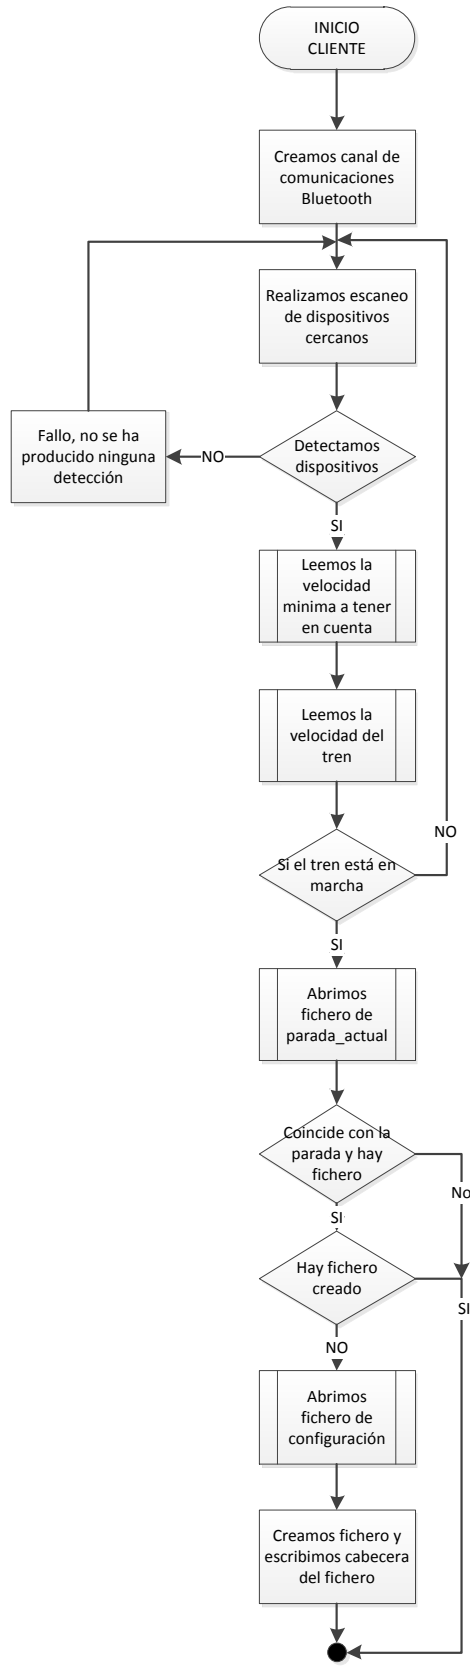 INICIO
CLIENTE
Creamos canal de
comunicaciones
Bluetooth
Realizamos escaneo
de dispositivos
cercanos
Detectamos
dispositivos
NO
Fallo, no se ha
producido ninguna
detección
SI
Leemos la
velocidad
minima a tener
en cuenta
Leemos la
velocidad del
tren
NO
Si el tren está en
marcha
SI
Abrimos
fichero de
parada_actual
Coincide con la
parada y hay
fichero
No
SI
Hay fichero
creado
SI
NO
Abrimos
fichero de
configuración
Creamos fichero y
escribimos cabecera
del fichero